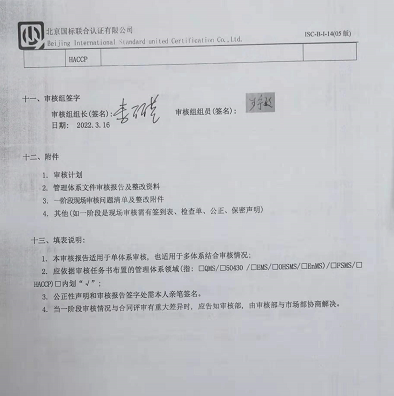 北京国标联合认证有限公司
Beijing International Standard united Certification Co.,Ltd.
ISC-B-I-14(05版)
HACCP
十一、审核组签字
审核组组长(签名):
审核组组员(签名):
日期: 2022.3.16
十二、附件
1. 审核计划
2. 管理体系文件审核报告及整改资料
3. 一阶段现场审核问题清单及整改附件
4. 其他(如一阶段是现场审核需有签到表、检查单、公正、保密声明)
十三、填表说明:
1. 本审核报告适用于单体系审核,也适用于多体系结合审核情况;
2. 应依据审核任务书布置的管理体系领域(指: □QMS/□50430 /□EMS/□OHSMS/□EnMS)/□FSMS/□
HACCP)□内划“√”;
3. 公正性声明和审核报告签字处需本人亲笔签名。
4. 当一阶段审核情况与合同评审有重大差异时,应告知审核部,由审核部与市场部协商解决。